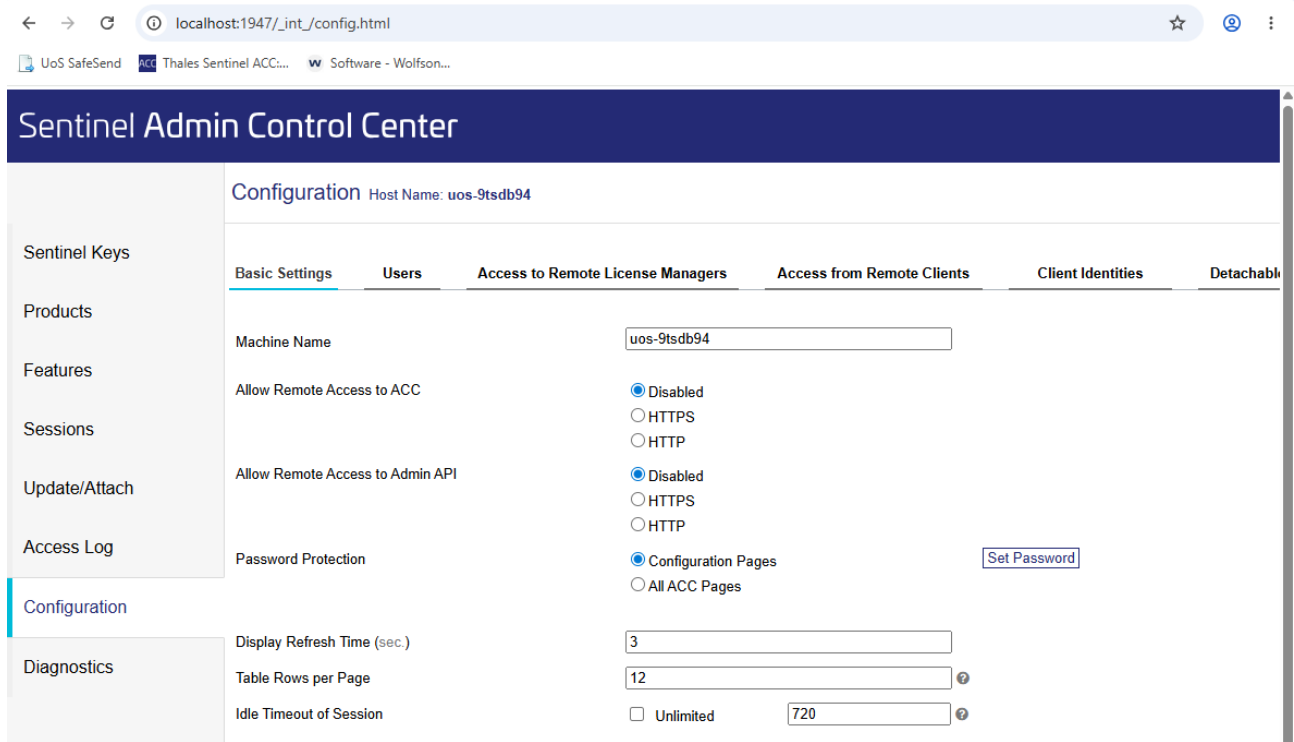 localhost:1947/_int_/config.html
UoS SafeSend ACC Thales Sentinel ACC:... W Software - Wolfson...
Sentinel Admin Control Center
Configuration Host Name: uos-9tsdb94
Sentinel Keys
Products
Features
Sessions
Update/Attach
Access Log
Configuration
Diagnostics
Basic Settings Users Access to Remote License Managers Access from Remote Clients Client Identities Detachabl
Machine Name uos-9tsdb94
Allow Remote Access to ACC Disabled
HTTPS
HTTP
Allow Remote Access to Admin API Disabled
HTTPS
HTTP
Password Protection Configuration Pages Set Password
All ACC Pages
Display Refresh Time (sec.) 3
Table Rows per Page 12 ?
Idle Timeout of Session Unlimited 720 ?